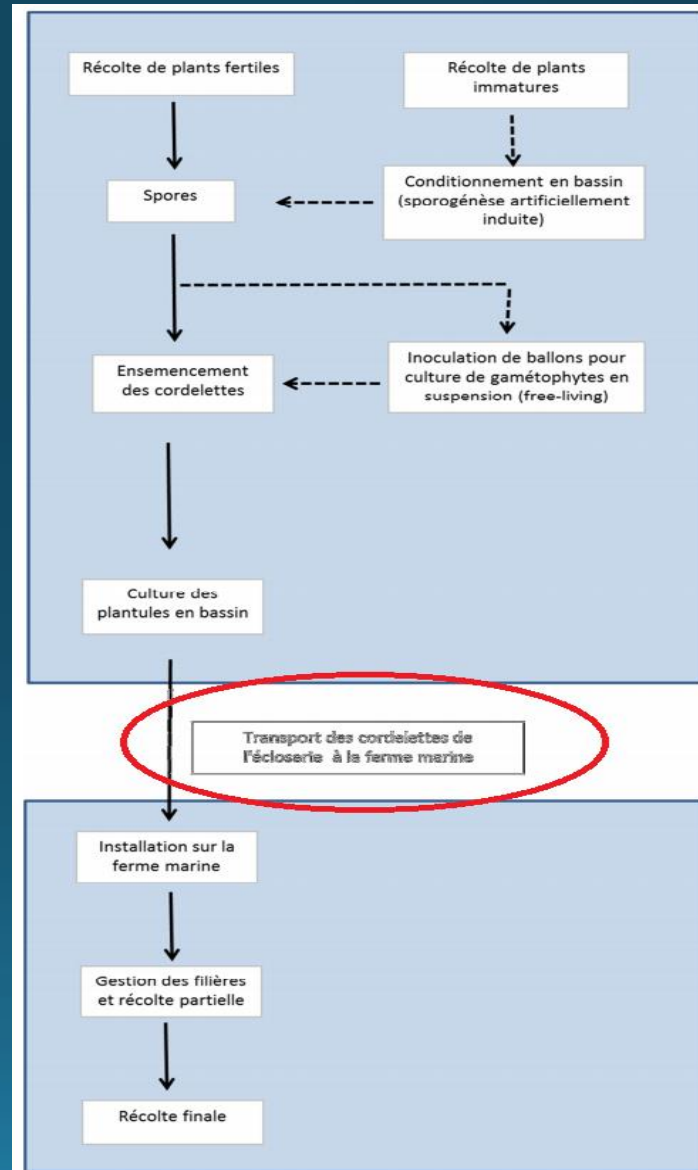 Récolte de plants fertiles
Récolte de plants
immatures
Spores
Conditionnement en bassin
(sporogénèse artificiellement
induite)
Ensemencement
des cordelettes
Inoculation de ballons pour
culture de gamétophytes en
suspension (free-living)
Culture des
plantules en bassin
Transport des cordelettes de
l'écloserie à la ferme marine
Installation sur la
ferme marine
Gestion des filières
et récolte partielle
Récolte finale